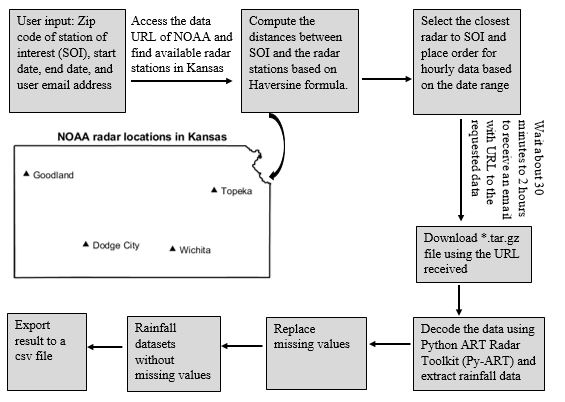 User input: Zip
code of station of
interest (SOI), start
date, end date, and
user email address
Access the data
URL of NOAA and
find available radar
stations in Kansas
Compute the
distances between
SOI and the radar
stations based on
Haversine formula.
Select the closest
radar to SOI and
place order for
hourly data based
on the date range
NOAA radar locations in Kansas
Goodland
Topeka
Dodge City
Wichita
Wait about 30
minutes to 2 hours
to receive an email
with URL to the
requested data
Download *.tar.gz
file using the URL
received
Decode the data using
Python ART Radar
Toolkit (Py-ART) and
extract rainfall data
Replace
missing values
Rainfall
datasets
without
missing values
Export
result to a
csv file